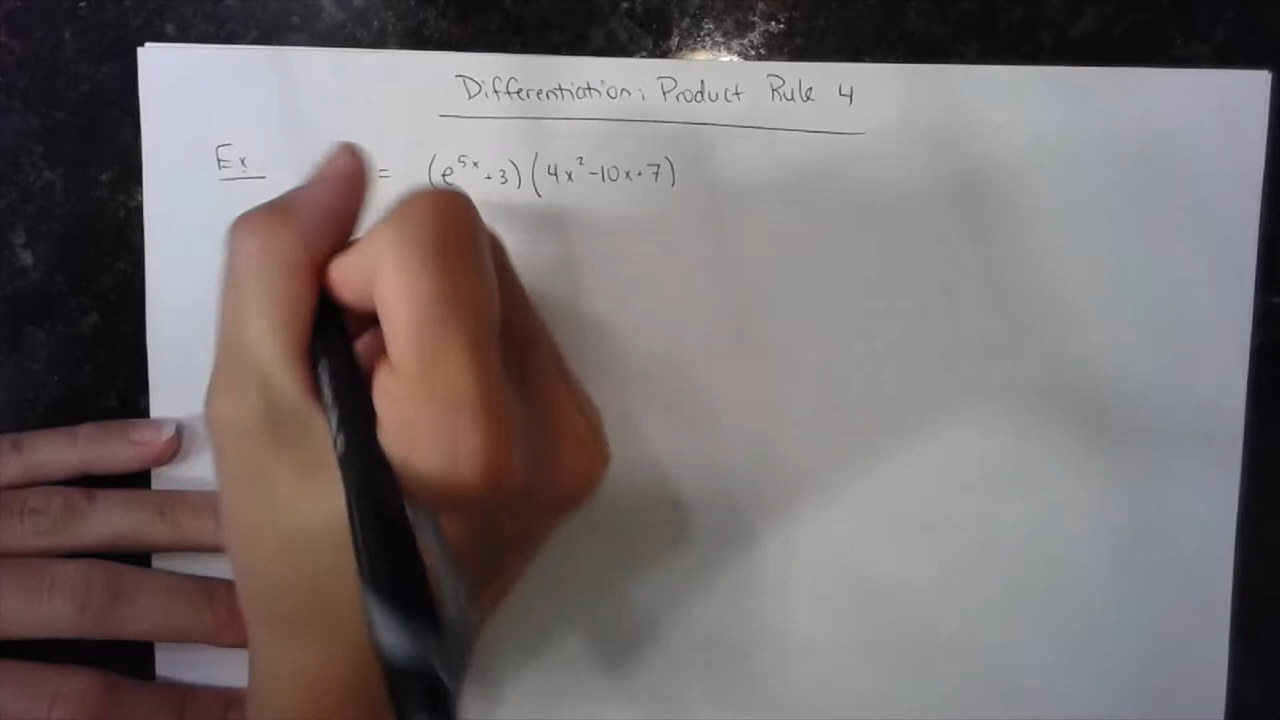 Differentiation: Product Rule 4
Ex = (e^{5x}+3)(4x^2-10x+7)